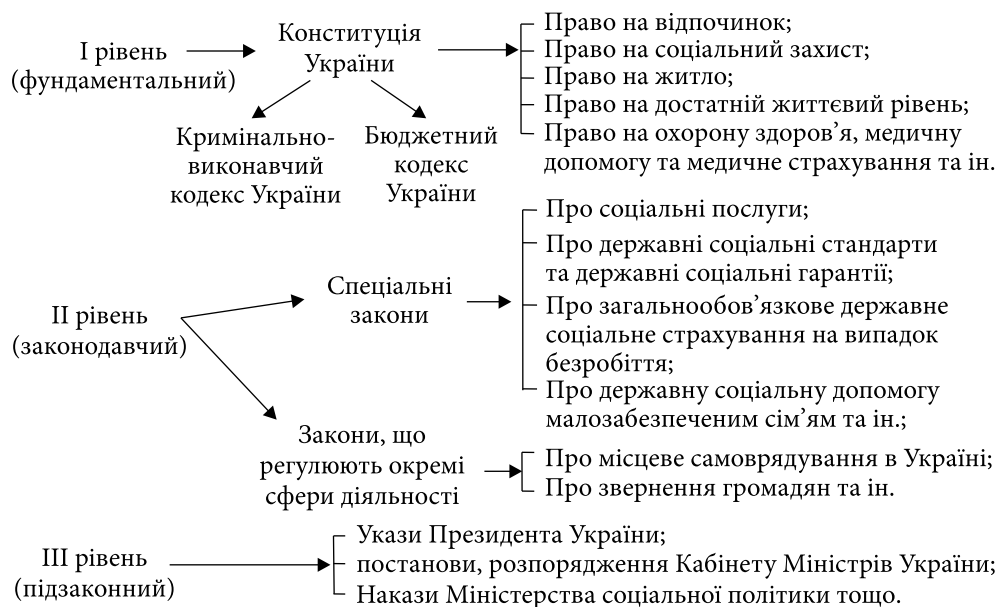 І рівень
(фундаментальний)
Конституція
України
Право на відпочинок;
Право на соціальний захист;
Право на житло;
Право на достатній життєвий рівень;
Право на охорону здоров’я, медичну
допомогу та медичне страхування та ін.
Кримінально-
виконавчий
кодекс України
Бюджетний
кодекс
України
ІІ рівень
(законодавчий)
Спеціальні
закони
Про соціальні послуги;
Про державні соціальні стандарти
та державні соціальні гарантії;
Про загальнообов’язкове державне
соціальне страхування на випадок
безробіття;
Про державну соціальну допомогу
малозабезпеченим сім’ям та ін.;
Закони, що
регулюють окремі
сфери діяльності
Про місцеве самоврядування в Україні;
Про звернення громадян та ін.
ІІІ рівень
(підзаконний)
Укази Президента України;
постанови, розпорядження Кабінету Міністрів України;
Накази Міністерства соціальної політики тощо.